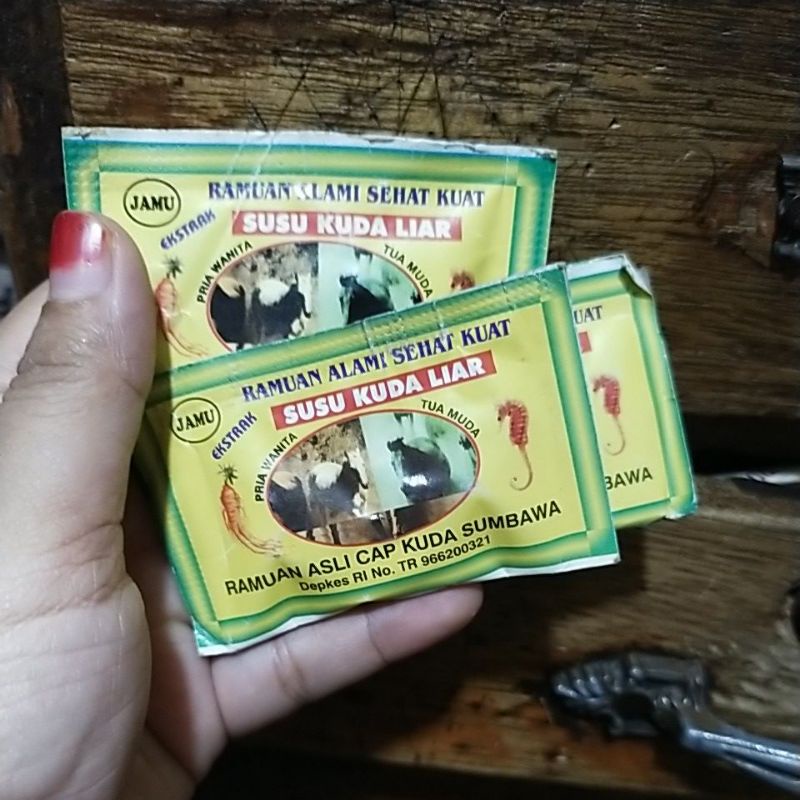 JAMU
RAMUAN ALAMI SEHAT KUAT
EKSTRAK
SUSU KUDA LIAR
PRIA WANITA
TUA MUDA
RAMUAN ALAMI SEHAT KUAT
JAMU
SUSU KUDA LIAR
EKSTRAK
TUA MUDA
PRIA WANITA
RAMUAN ASLI CAP KUDA SUMBAWA
Depkes RI No. TR 966200321
UAT
BAWA